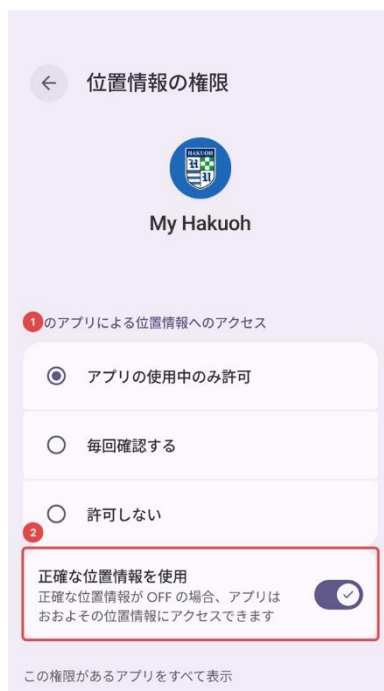 位置情報の権限
HAKUOH
H
U
My Hakuoh
1
のアプリによる位置情報へのアクセス
アプリの使用中のみ許可
毎回確認する
許可しない
2
正確な位置情報を使用
正確な位置情報が OFF の場合、アプリは
おおよその位置情報にアクセスできます
この権限があるアプリをすべて表示